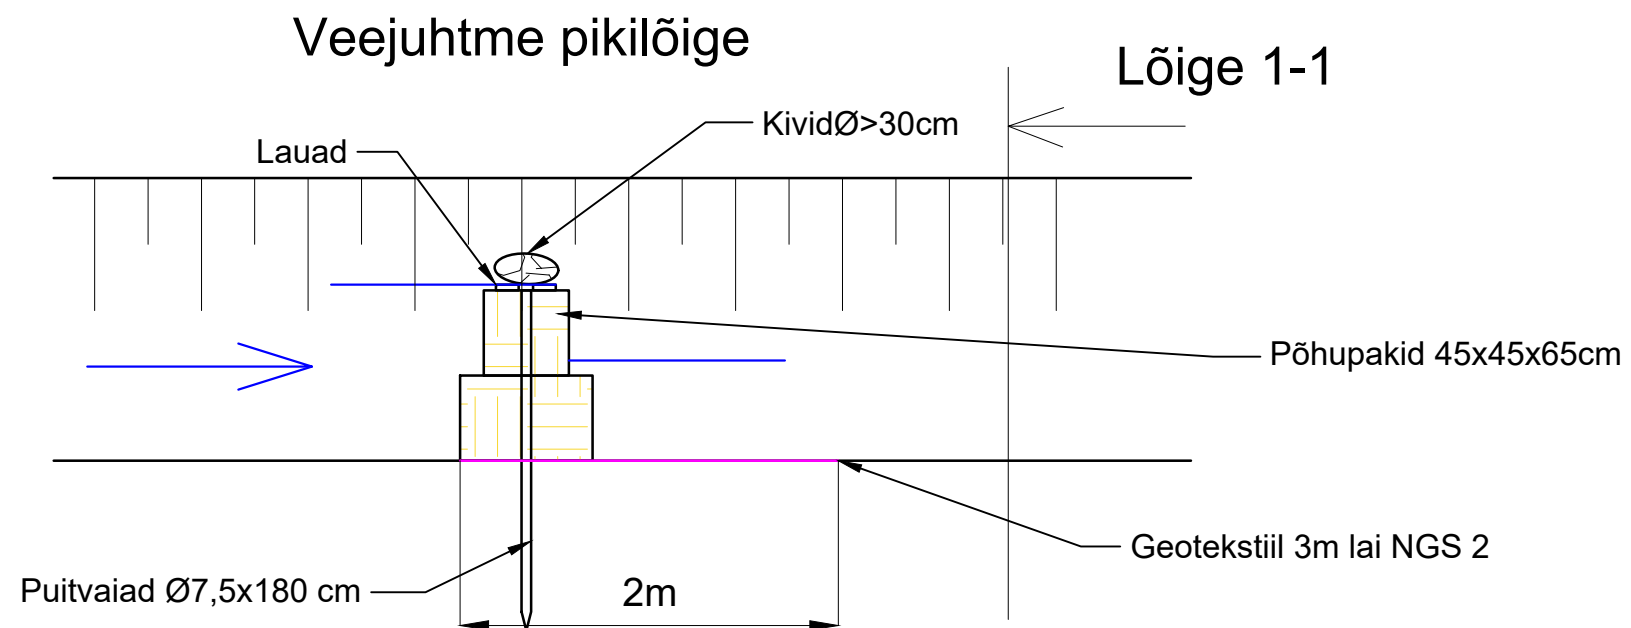 Veejuhtme pikilõige
Lõige 1-1
KividØ>30cm
Lauad
Põhupakid 45x45x65cm
Geotekstiil 3m lai NGS 2
Puitvaiad Ø7,5x180 cm
2m